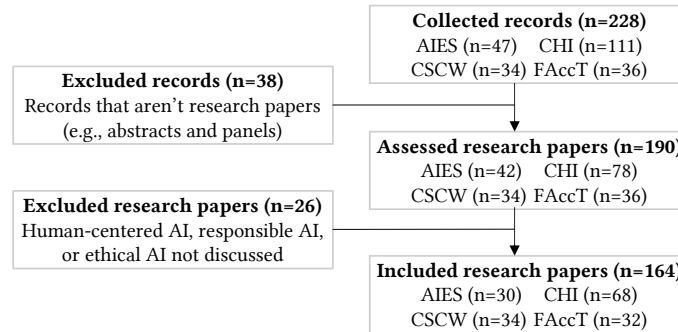 Collected records (n=228)
AIES (n=47) CHI (n=111)
CSCW (n=34) FAccT (n=36)
Excluded records (n=38)
Records that aren't research papers
(e.g., abstracts and panels)
Assessed research papers (n=190)
AIES (n=42) CHI (n=78)
CSCW (n=34) FAccT (n=36)
Excluded research papers (n=26)
Human-centered AI, responsible AI,
or ethical AI not discussed
Included research papers (n=164)
AIES (n=30) CHI (n=68)
CSCW (n=34) FAccT (n=32)